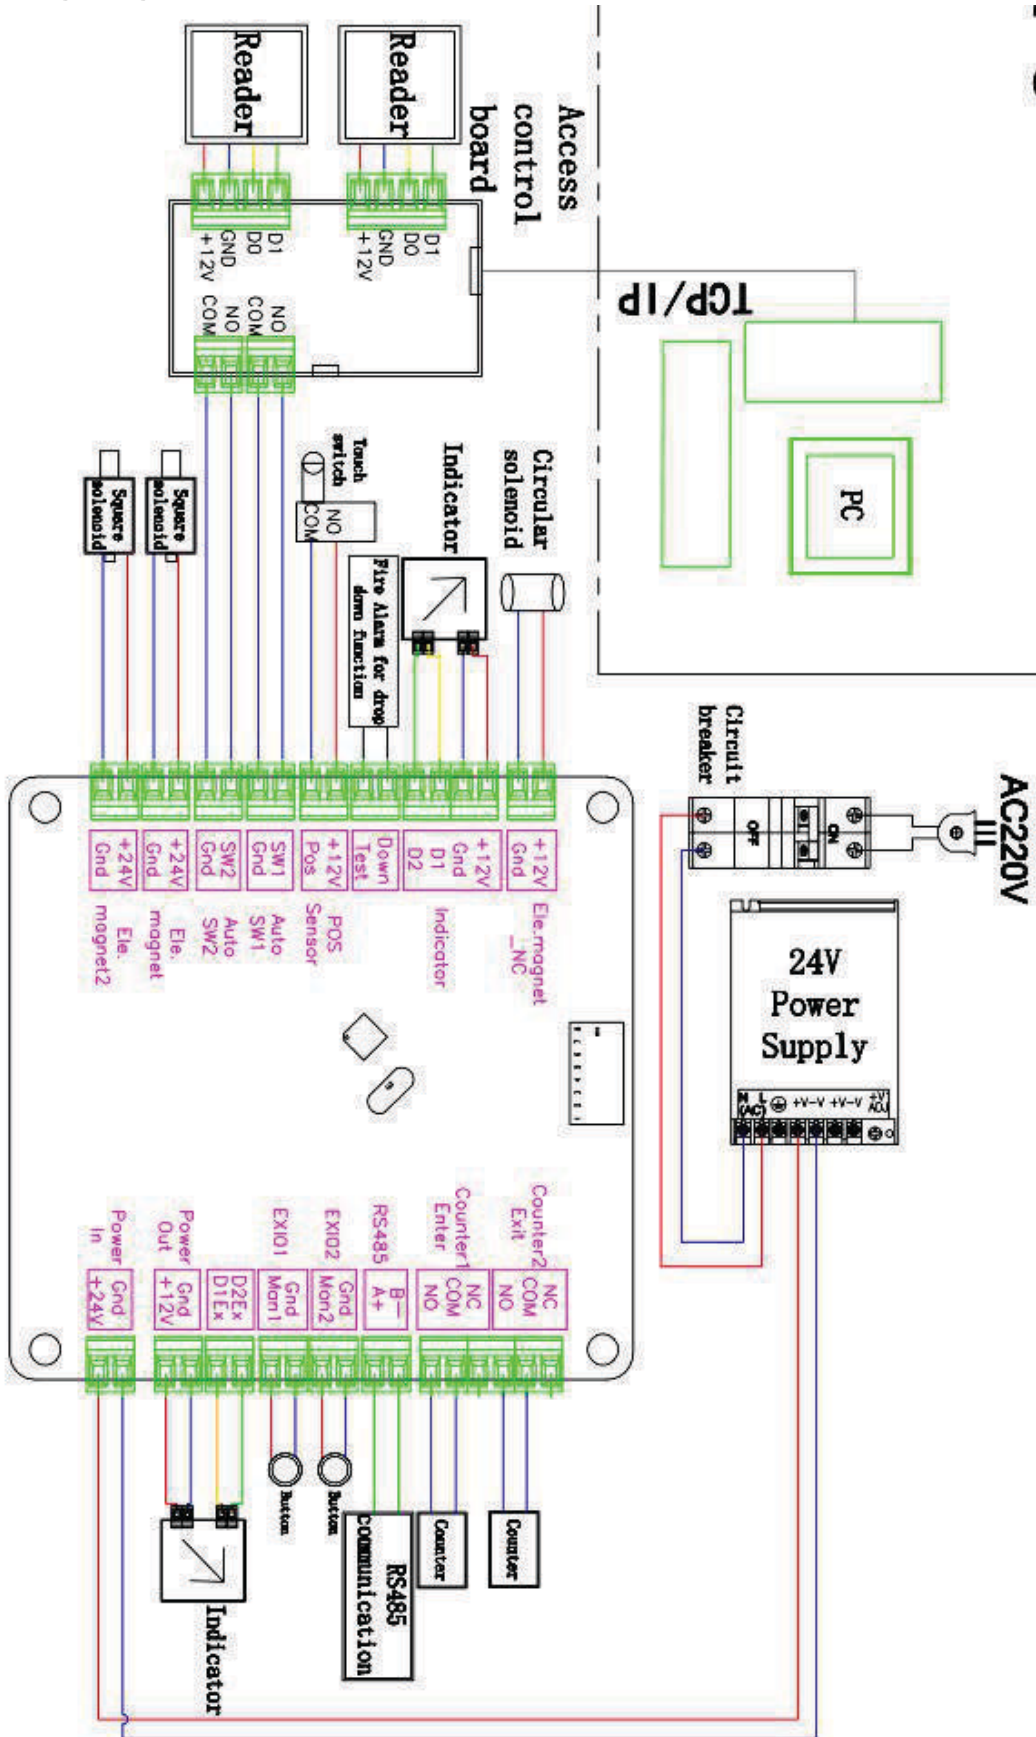 Reader
Reader
Access
control
board
D1
D0
GND
+12V
D1
D0
GND
+12V
NO
COM
NO
COM
TCP/IP
PC
Square
solenoid
Square
solenoid
Touch
switch
NO
COM
Fire Alarm for drop
down function
Indicator
Circular
solenoid
Circuit
breaker
OFF
ON
AC220V
24V
Power
Supply
N L
(AC)
+V-V +V-V
+V
ADJ
+24V
Gnd
Ele.
magnet2
+24V
Gnd
Ele.
magnet
SW2
Gnd
Auto
SW2
SW1
Gnd
Auto
SW1
+12V
Pos
POS
Sensor
Down
Test
D1
D2
+12V
Gnd
Indicator
+12V
Gnd
Ele.magnet
_NC
Power
In
Gnd
+24V
Power
Out
Gnd
+12V
D2Ex
D1Ex
EXIO1
Gnd
Man1
EXIO2
Gnd
Man2
RS485
B-
A+
Counter1
Enter
NC
COM
NO
Counter2
Exit
NC
COM
NO
Indicator
Button
Button
RS485
communication
Counter
Counter